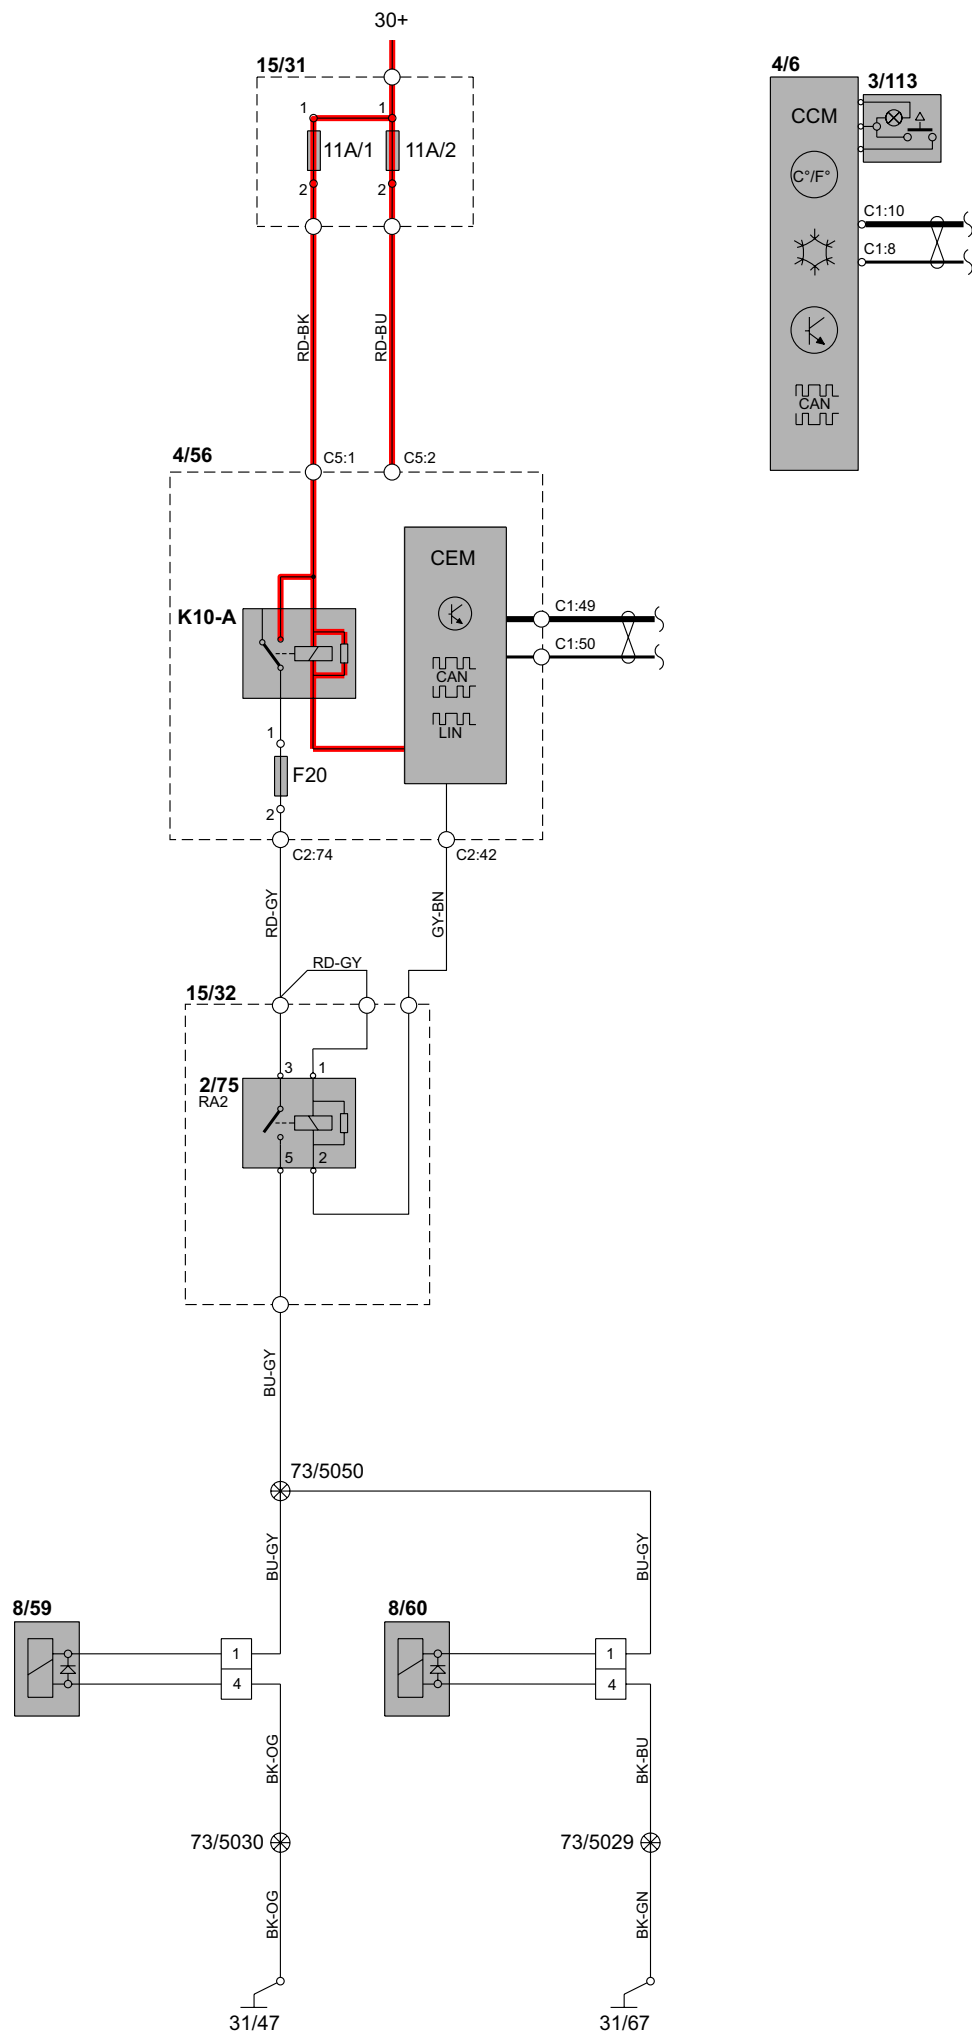 30+
15/31
1
1
11A/1
11A/2
2
2
RD-BK
RD-BU
4/6
CCM
C°/F°
CAN
3/113
C1:10
C1:8
4/56
C5:1
C5:2
K10-A
CEM
CAN
LIN
C1:49
C1:50
1
F20
2
C2:74
C2:42
RD-GY
GY-BN
RD-GY
15/32
3
1
2/75
RA2
5
2
BU-GY
73/5050
BU-GY
BU-GY
8/59
1
4
8/60
1
4
BK-OG
BK-BU
73/5030
73/5029
BK-OG
BK-GN
31/47
31/67